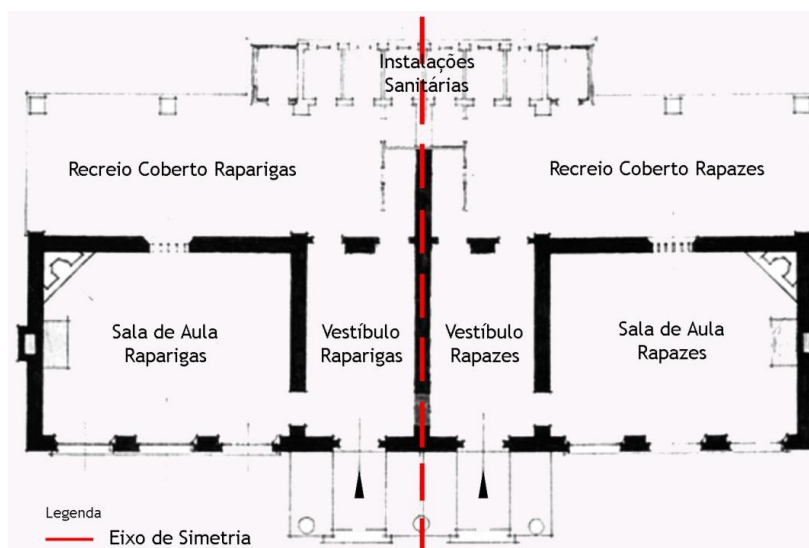 Instalações
Sanitárias
Recreio Coberto Raparigas
Recreio Coberto Rapazes
Sala de Aula
Raparigas
Vestíbulo
Raparigas
Vestíbulo
Rapazes
Sala de Aula
Rapazes
Legenda
Eixo de Simetria